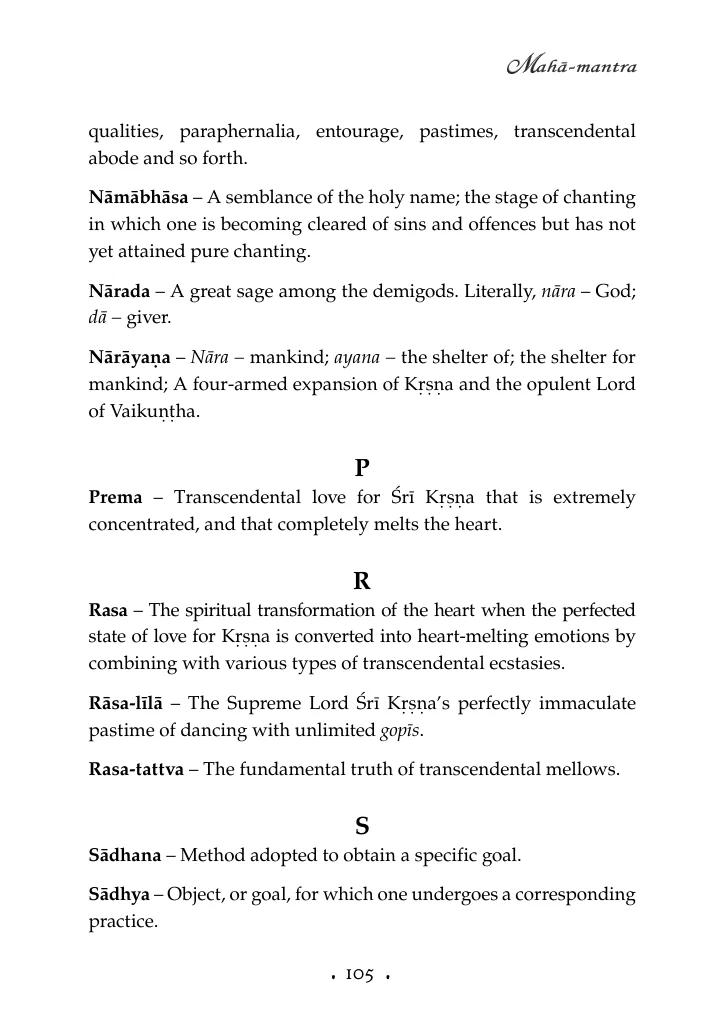 Mahā-mantra
qualities, paraphernalia, entourage, pastimes, transcendental
abode and so forth.
Nāmābhāsa – A semblance of the holy name; the stage of chanting
in which one is becoming cleared of sins and offences but has not
yet attained pure chanting.
Nārada – A great sage among the demigods. Literally, nāra – God;
dā – giver.
Nārāyaṇa – Nāra – mankind; ayana – the shelter of; the shelter for
mankind; A four-armed expansion of Kṛṣṇa and the opulent Lord
of Vaikuṇṭha.
P
Prema – Transcendental love for Śrī Kṛṣṇa that is extremely
concentrated, and that completely melts the heart.
R
Rasa – The spiritual transformation of the heart when the perfected
state of love for Kṛṣṇa is converted into heart-melting emotions by
combining with various types of transcendental ecstasies.
Rāsa-līlā – The Supreme Lord Śrī Kṛṣṇa’s perfectly immaculate
pastime of dancing with unlimited gopīs.
Rasa-tattva – The fundamental truth of transcendental mellows.
S
Sādhana – Method adopted to obtain a specific goal.
Sādhya – Object, or goal, for which one undergoes a corresponding
practice.
• 105 •